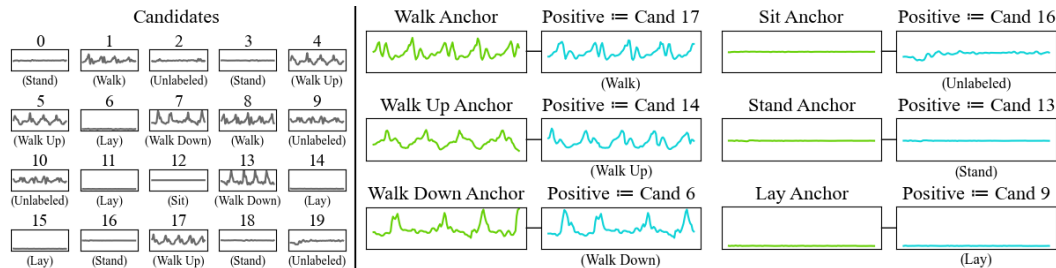 Candidates
0 1 2 3 4
(Stand) (Walk) (Unlabeled) (Stand) (Walk Up)
5 6 7 8 9
(Walk Up) (Lay) (Walk Down) (Walk) (Unlabeled)
10 11 12 13 14
(Unlabeled) (Lay) (Sit) (Walk Down) (Lay)
15 16 17 18 19
(Lay) (Stand) (Walk Up) (Stand) (Unlabeled)
Walk Anchor Positive ≔ Cand 17 Sit Anchor Positive ≔ Cand 16
(Walk) (Unlabeled)
Walk Up Anchor Positive ≔ Cand 14 Stand Anchor Positive ≔ Cand 13
(Walk Up) (Stand)
Walk Down Anchor Positive ≔ Cand 6 Lay Anchor Positive ≔ Cand 9
(Walk Down) (Lay)